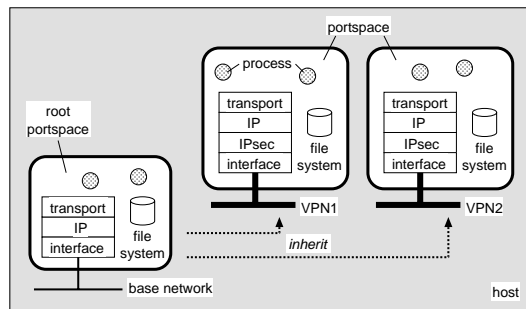 portspace
process
transport
IP
IPsec
interface
file
system
VPN1
transport
IP
IPsec
interface
file
system
VPN2
root
portspace
transport
IP
interface
file
system
base network
inherit
host